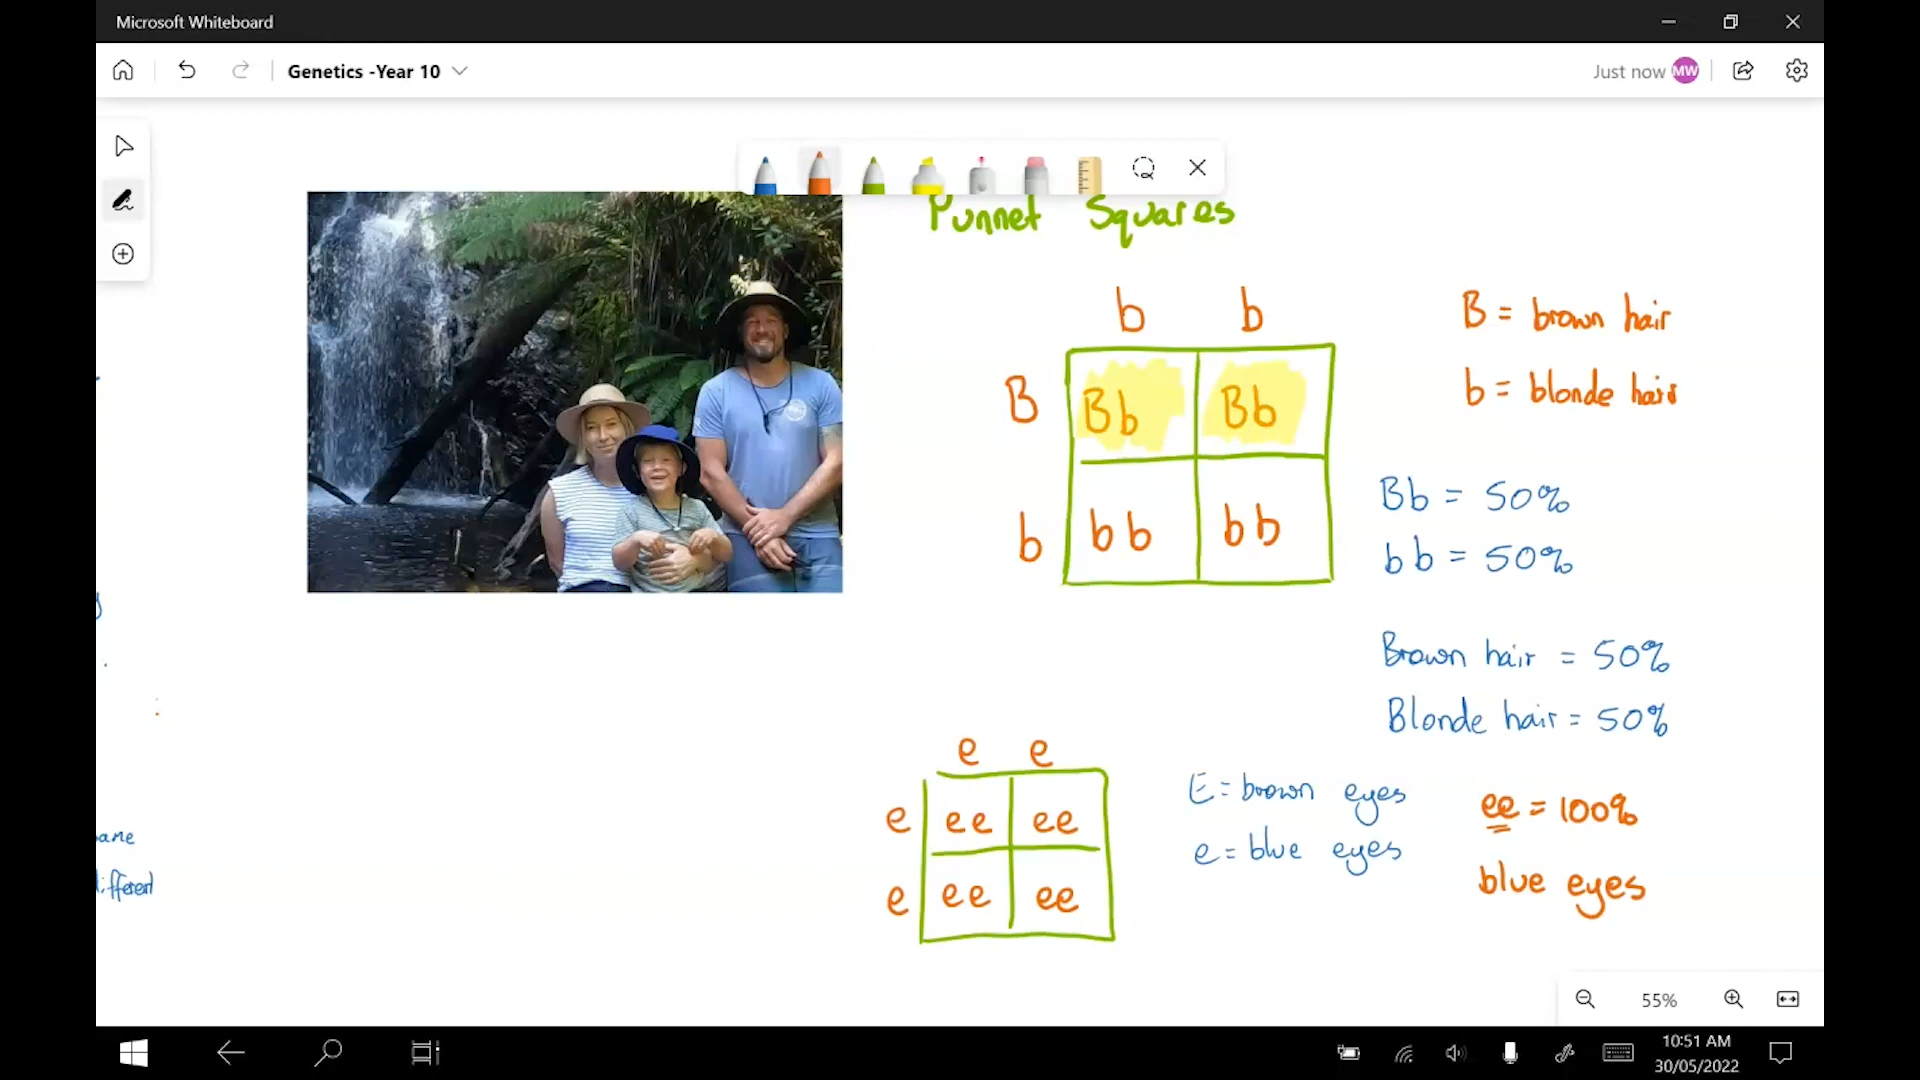 Microsoft Whiteboard
Genetics -Year 10
Just now MW
Punnet Squares
b b
B Bb Bb
b bb bb
B = brown hair
b = blonde hair
Bb = 50%
bb = 50%
Brown hair = 50%
Blonde hair = 50%
e e
e ee ee
e ee ee
E = brown eyes
e = blue eyes
ee = 100%
blue eyes
55%
10:51 AM
30/05/2022